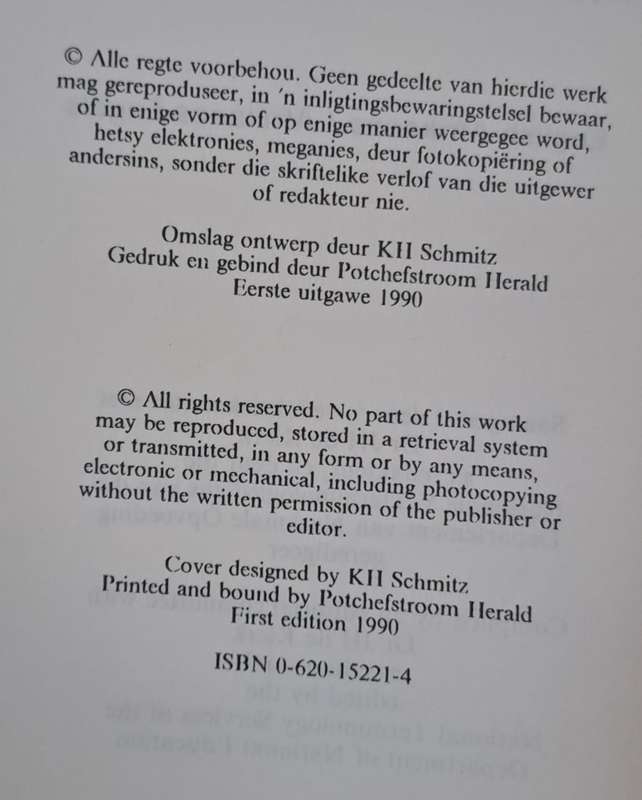 © Alle regte voorbehou. Geen gedeelte van hierdie werk
mag gereproduseer, in 'n inligtingsbewaringstelsel bewaar,
of in enige vorm of op enige manier weergegee word,
hetsy elektronies, meganies, deur fotokopiëring of
andersins, sonder die skriftelike verlof van die uitgewer
of redakteur nie.
Omslag ontwerp deur KH Schmitz
Gedruk en gebind deur Potchefstroom Herald
Eerste uitgawe 1990
© All rights reserved. No part of this work
may be reproduced, stored in a retrieval system
or transmitted, in any form or by any means,
electronic or mechanical, including photocopying
without the written permission of the publisher or
editor.
Cover designed by KH Schmitz
Printed and bound by Potchefstroom Herald
First edition 1990
ISBN 0-620-15221-4